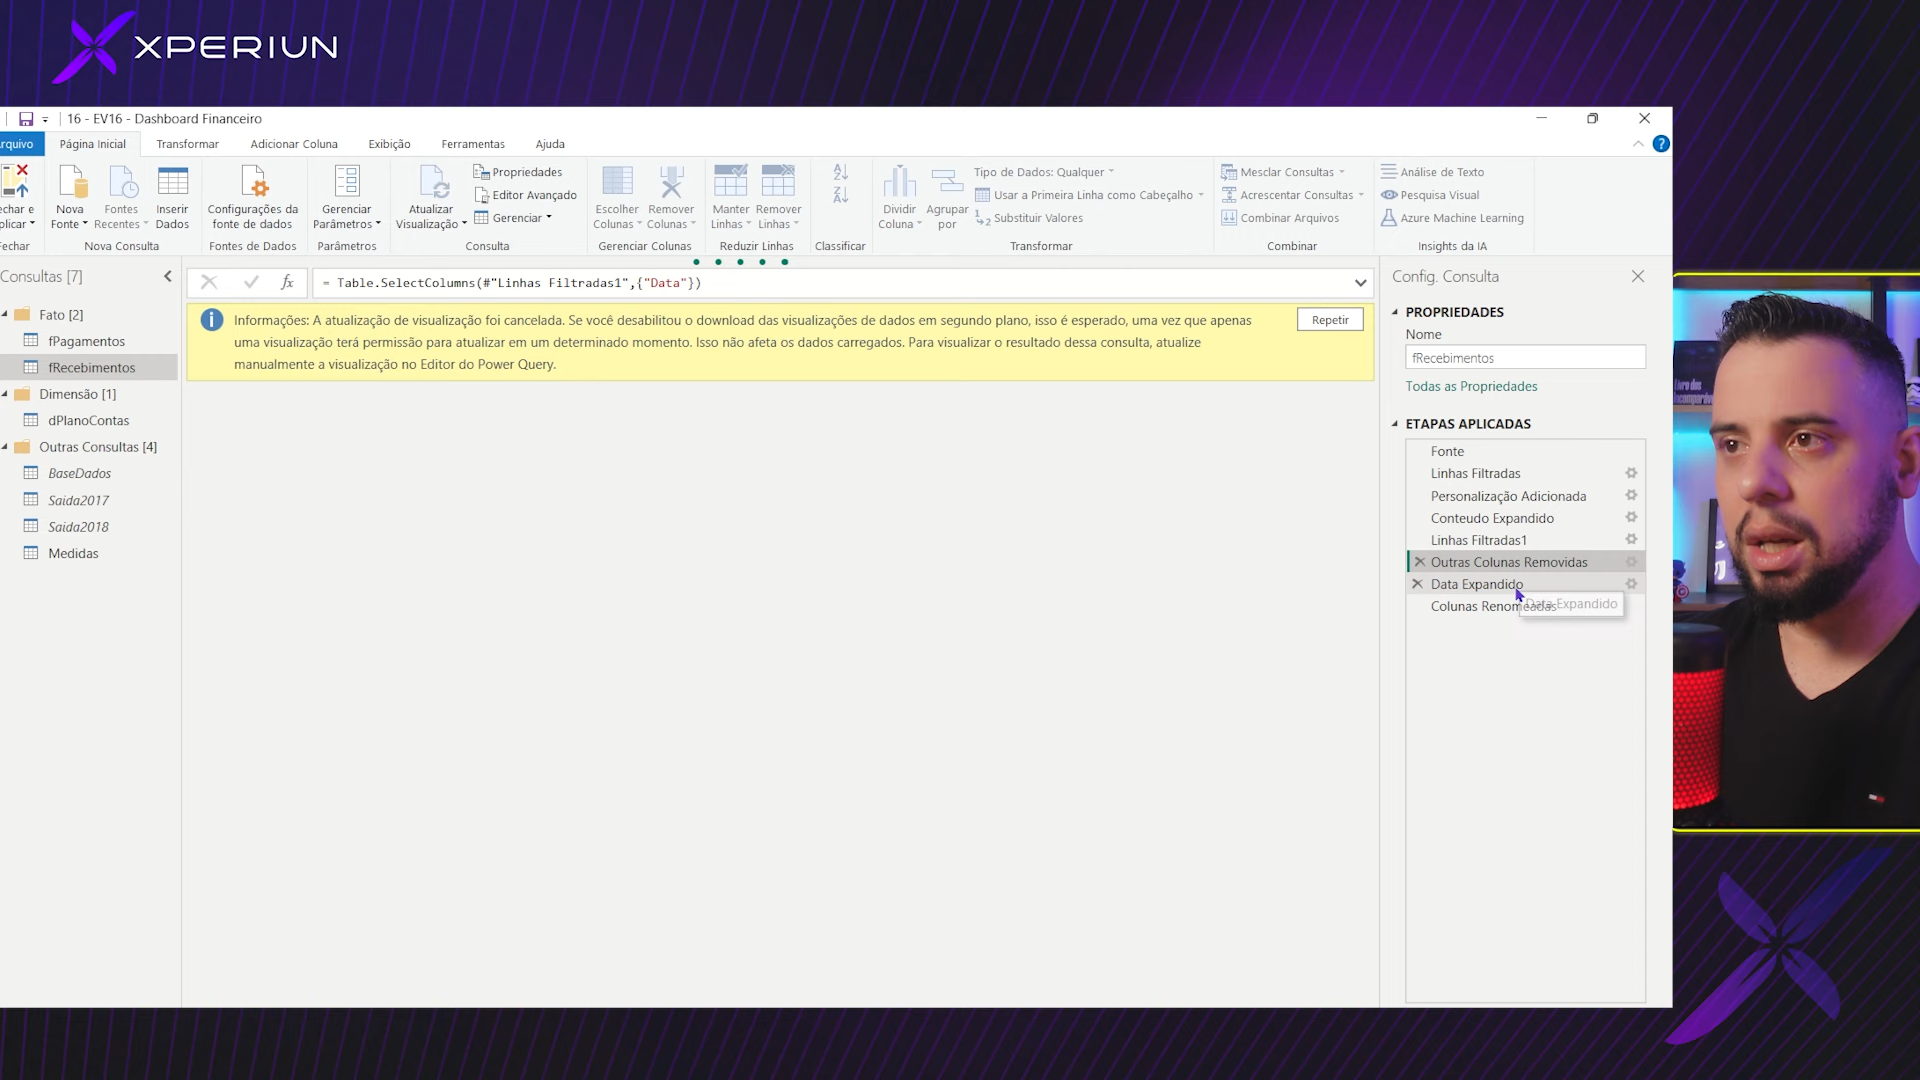 XPERIUN
16 - EV16 - Dashboard Financeiro
rquivo
Página Inicial
Transformar
Adicionar Coluna
Exibição
Ferramentas
Ajuda
echar e
plicar
Fechar
Nova
Fonte
Fontes
Recentes
Inserir
Dados
Nova Consulta
Configurações da
fonte de dados
Fontes de Dados
Gerenciar
Parâmetros
Parâmetros
Atualizar
Visualização
Propriedades
Editor Avançado
Gerenciar
Consulta
Escolher
Colunas
Remover
Colunas
Gerenciar Colunas
Manter
Linhas
Remover
Linhas
Reduzir Linhas
Classificar
Dividir
Coluna
Agrupar
por
Tipo de Dados: Qualquer
Usar a Primeira Linha como Cabeçalho
Substituir Valores
Transformar
Mesclar Consultas
Acrescentar Consultas
Combinar Arquivos
Combinar
Análise de Texto
Pesquisa Visual
Azure Machine Learning
Insights da IA
Consultas [7]
Fato [2]
fPagamentos
fRecebimentos
Dimensão [1]
dPlanoContas
Outras Consultas [4]
BaseDados
Saida2017
Saida2018
Medidas
fx
= Table.SelectColumns(#"Linhas Filtradas1",{"Data"})
Informações: A atualização de visualização foi cancelada. Se você desabilitou o download das visualizações de dados em segundo plano, isso é esperado, uma vez que apenas
uma visualização terá permissão para atualizar em um determinado momento. Isso não afeta os dados carregados. Para visualizar o resultado dessa consulta, atualize
manualmente a visualização no Editor do Power Query.
Repetir
Config. Consulta
PROPRIEDADES
Nome
fRecebimentos
Todas as Propriedades
ETAPAS APLICADAS
Fonte
Linhas Filtradas
Personalização Adicionada
Conteudo Expandido
Linhas Filtradas1
Outras Colunas Removidas
Data Expandido
Colunas Renomeadas
Data Expandido